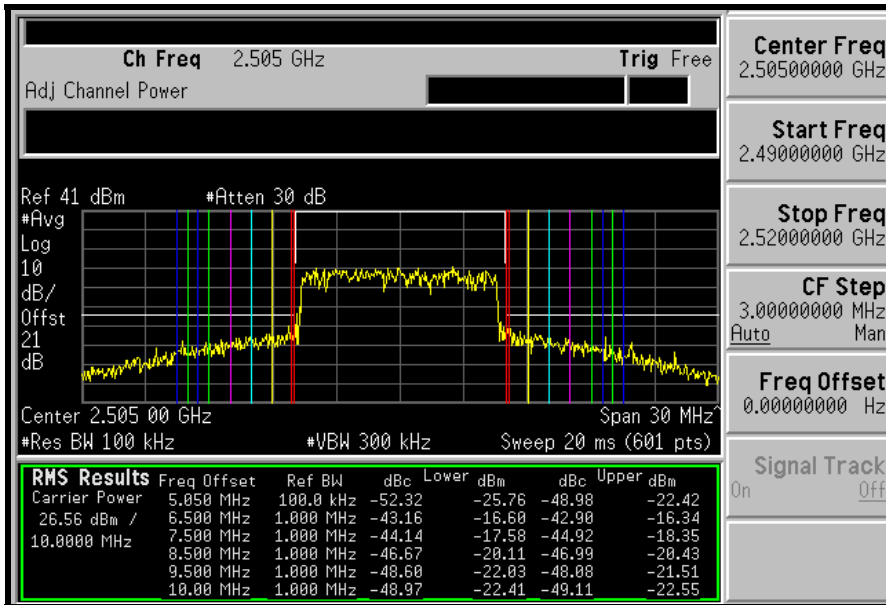 Ch Freq 2.505 GHz Trig Free
Adj Channel Power
Ref 41 dBm #Atten 30 dB
#Avg
Log
10
dB/
Offst
21
dB
Center 2.505 00 GHz Span 30 MHz^
#Res BW 100 kHz #VBW 300 kHz Sweep 20 ms (601 pts)
RMS Results Freq Offset Ref BW dBc Lower dBm dBc Upper dBm
Carrier Power 5.050 MHz 100.0 kHz -52.32 -25.76 -48.98 -22.42
26.56 dBm / 6.500 MHz 1.000 MHz -43.16 -16.60 -42.90 -16.34
10.0000 MHz 7.500 MHz 1.000 MHz -44.14 -17.58 -44.92 -18.35
8.500 MHz 1.000 MHz -46.67 -20.11 -46.99 -20.43
9.500 MHz 1.000 MHz -48.60 -22.03 -48.08 -21.51
10.00 MHz 1.000 MHz -48.97 -22.41 -49.11 -22.55
Center Freq
2.50500000 GHz
Start Freq
2.49000000 GHz
Stop Freq
2.52000000 GHz
CF Step
3.00000000 MHz
Auto Man
Freq Offset
0.00000000 Hz
Signal Track
On Off